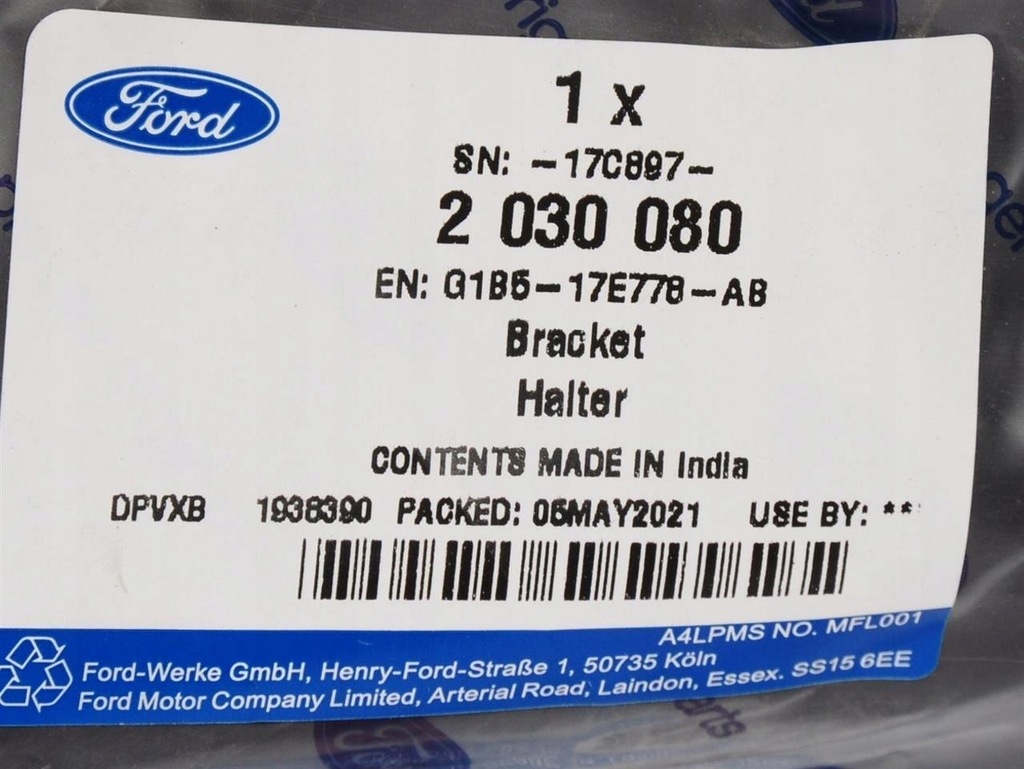 Ford
1 x
SN: -17C897-
2 030 080
EN: G1B5-17E778-AB
Bracket
Halter
CONTENTS MADE IN India
DPVXB 1938390 PACKED: 05MAY2021 USE BY: **
A4LPMS NO. MFL001
Ford-Werke GmbH, Henry-Ford-Straße 1, 50735 Köln
Ford Motor Company Limited, Arterial Road, Laindon, Essex. SS15 6EE